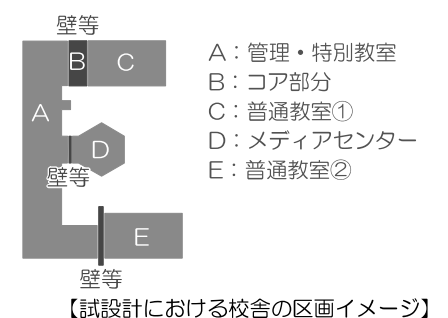 壁等
B
C
A
D
壁等
E
壁等
A：管理・特別教室
B：コア部分
C：普通教室①
D：メディアセンター
E：普通教室②
【試設計における校舎の区画イメージ】